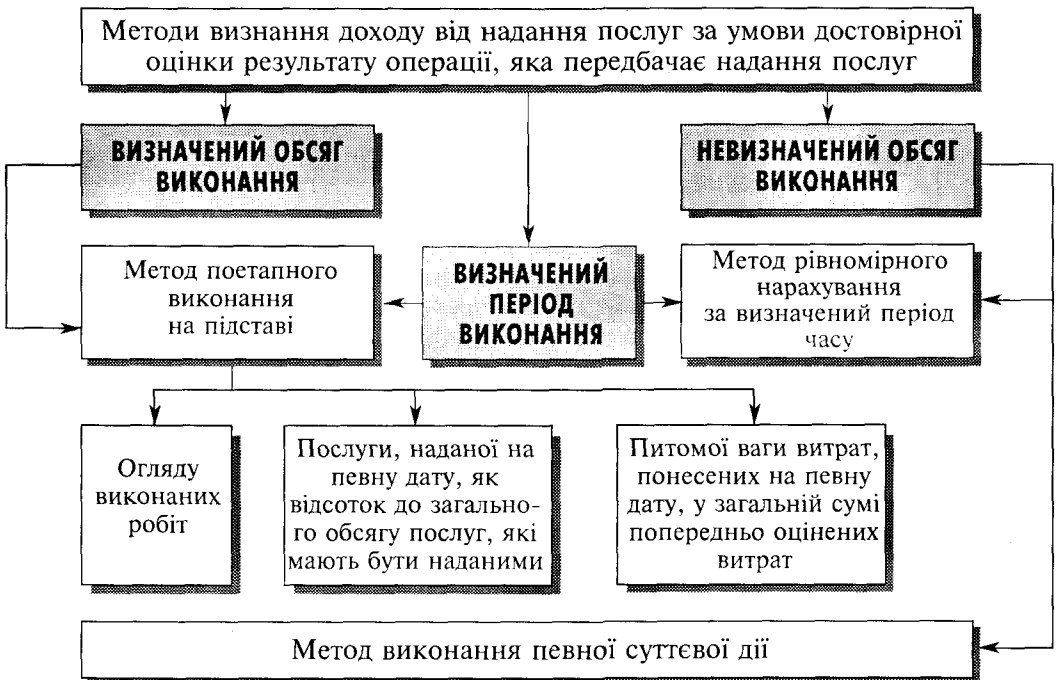 Методи визнання доходу від надання послуг за умови достовірної
оцінки результату операції, яка передбачає надання послуг
ВИЗНАЧЕНИЙ ОБСЯГ
ВИКОНАННЯ
НЕВИЗНАЧЕНИЙ ОБСЯГ
ВИКОНАННЯ
Метод поетапного
виконання
на підставі
ВИЗНАЧЕНИЙ
ПЕРІОД
ВИКОНАННЯ
Метод рівномірного
нарахування
за визначений період
часу
Огляду
виконаних
робіт
Послуги, наданої на
певну дату, як
відсоток до загально-
го обсягу послуг, які
мають бути наданими
Питомої ваги витрат,
понесених на певну
дату, у загальній сумі
попередньо оцінених
витрат
Метод виконання певної суттєвої дії